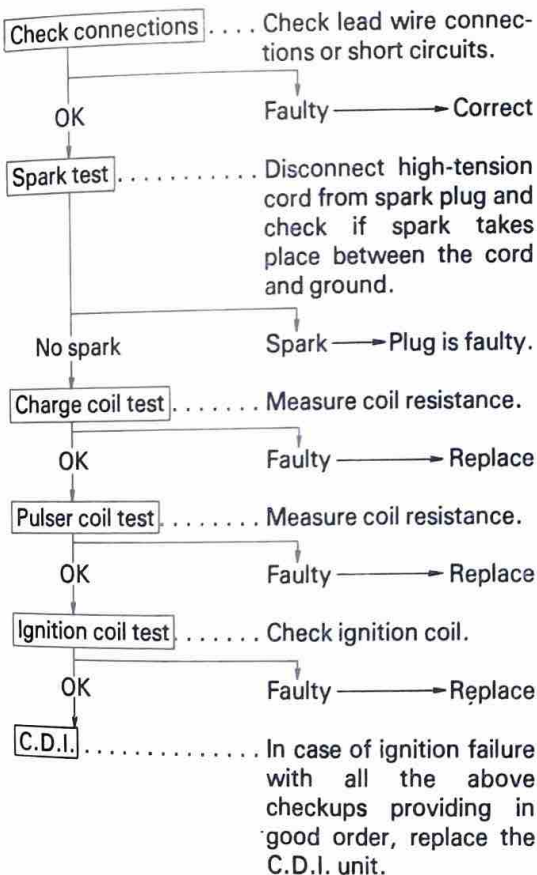 Check connections .... Check lead wire connec-
tions or short circuits.
OK Faulty → Correct
Spark test ........... Disconnect high-tension
cord from spark plug and
check if spark takes
place between the cord
and ground.
No spark Spark → Plug is faulty.
Charge coil test ....... Measure coil resistance.
OK Faulty → Replace
Pulser coil test ........ Measure coil resistance.
OK Faulty → Replace
Ignition coil test ....... Check ignition coil.
OK Faulty → Replace
C.D.I. .............. In case of ignition failure
with all the above
checkups providing in
good order, replace the
C.D.I. unit.